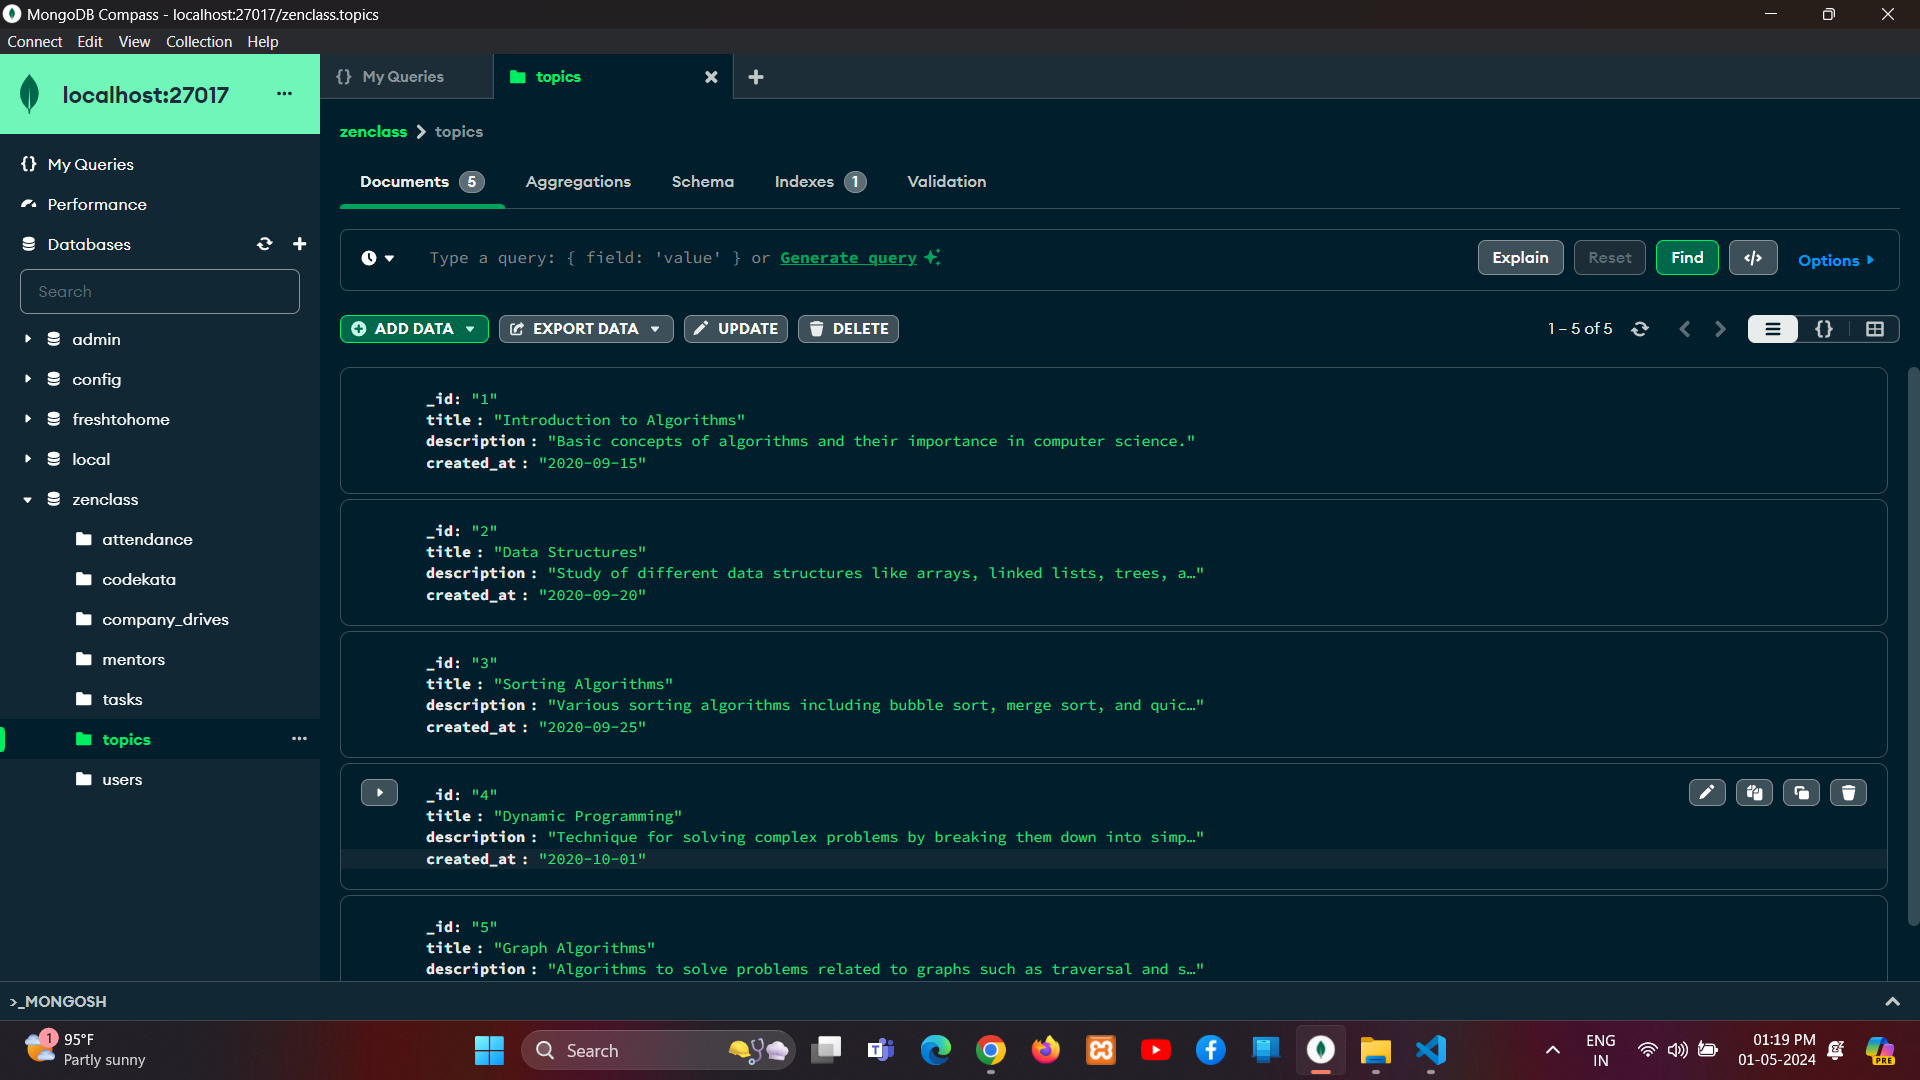 MongoDB Compass - localhost:27017/zenclass.topics
Connect Edit View Collection Help
localhost:27017
{} My Queries
topics
My Queries
Performance
Databases
Search
admin
config
freshtohome
local
zenclass
attendance
codekata
company_drives
mentors
tasks
topics
users
zenclass > topics
Documents 5 Aggregations Schema Indexes 1 Validation
Type a query: { field: 'value' } or Generate query
Explain Reset Find </> Options
ADD DATA EXPORT DATA UPDATE DELETE
1 – 5 of 5 {}
_id: "1"
title : "Introduction to Algorithms"
description : "Basic concepts of algorithms and their importance in computer science."
created_at : "2020-09-15"
_id: "2"
title : "Data Structures"
description : "Study of different data structures like arrays, linked lists, trees, a…"
created_at : "2020-09-20"
_id: "3"
title : "Sorting Algorithms"
description : "Various sorting algorithms including bubble sort, merge sort, and quic…"
created_at : "2020-09-25"
_id: "4"
title : "Dynamic Programming"
description : "Technique for solving complex problems by breaking them down into simp…"
created_at : "2020-10-01"
_id: "5"
title : "Graph Algorithms"
description : "Algorithms to solve problems related to graphs such as traversal and s…"
>_MONGOSH
1
95°F
Partly sunny
Search
ENG
IN
01:19 PM
01-05-2024
PRE